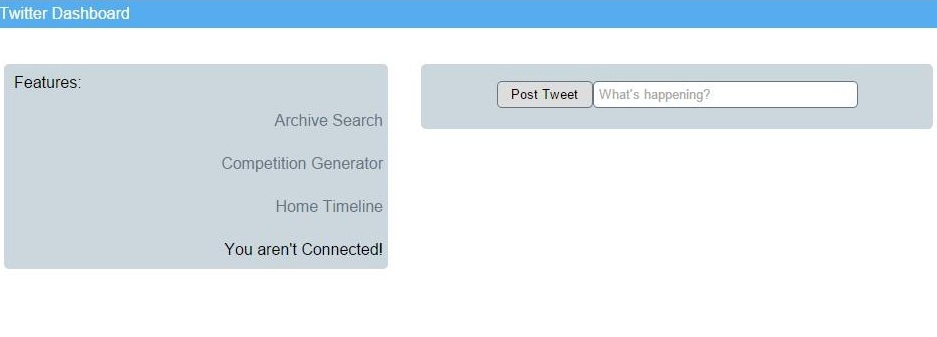 Twitter Dashboard
Features:
Archive Search
Competition Generator
Home Timeline
You aren't Connected!
Post Tweet
What's happening?